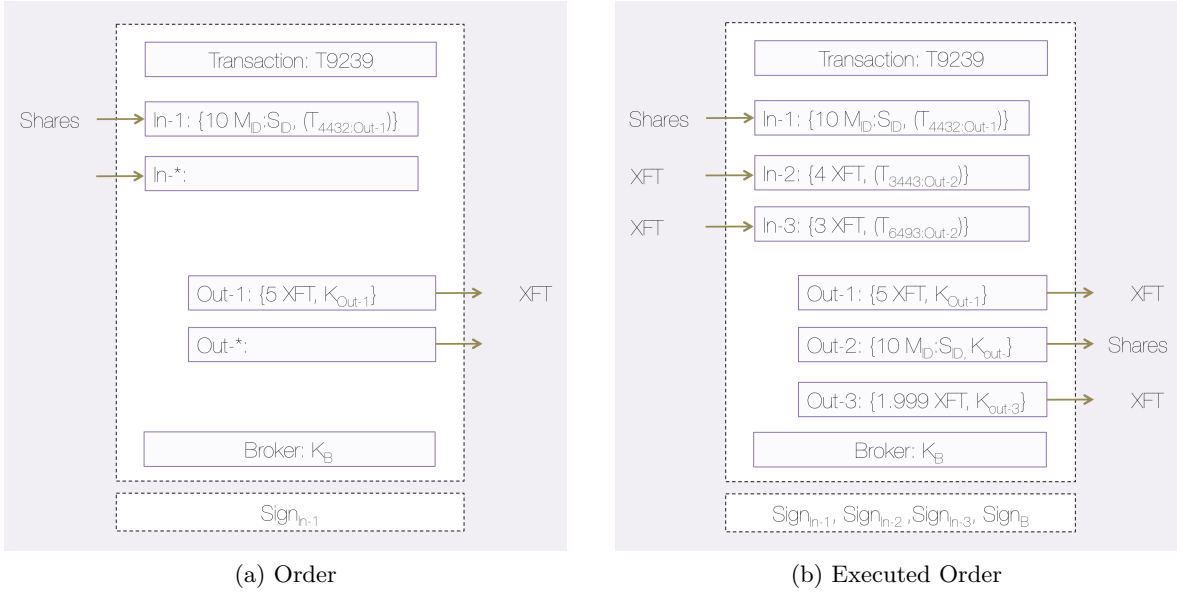 Transaction: T9239
Shares
In-1: {10 M_ID:S_ID, (T_4432:Out-1)}
In-*:
Out-1: {5 XFT, K_Out-1}
XFT
Out-*:
Broker: K_B
Sign_In-1
(a) Order
Transaction: T9239
Shares
In-1: {10 M_ID:S_ID, (T_4432:Out-1)}
XFT
In-2: {4 XFT, (T_3443:Out-2)}
XFT
In-3: {3 XFT, (T_6493:Out-2)}
Out-1: {5 XFT, K_Out-1}
XFT
Out-2: {10 M_ID:S_ID, K_out-}
Shares
Out-3: {1.999 XFT, K_out-3}
XFT
Broker: K_B
Sign_In-1, Sign_In-2 ,Sign_In-3, Sign_B
(b) Executed Order